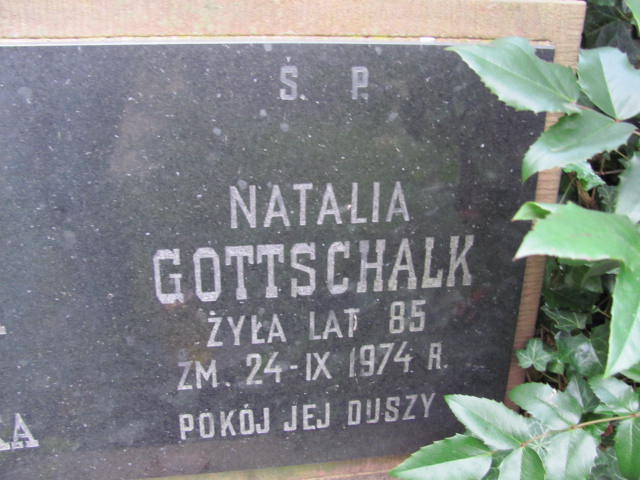 Ś. P.
NATALIA
GOTTSCHALK
ŻYŁA LAT 85
ZM. 24-IX 1974 R.
POKÓJ JEJ DUSZY